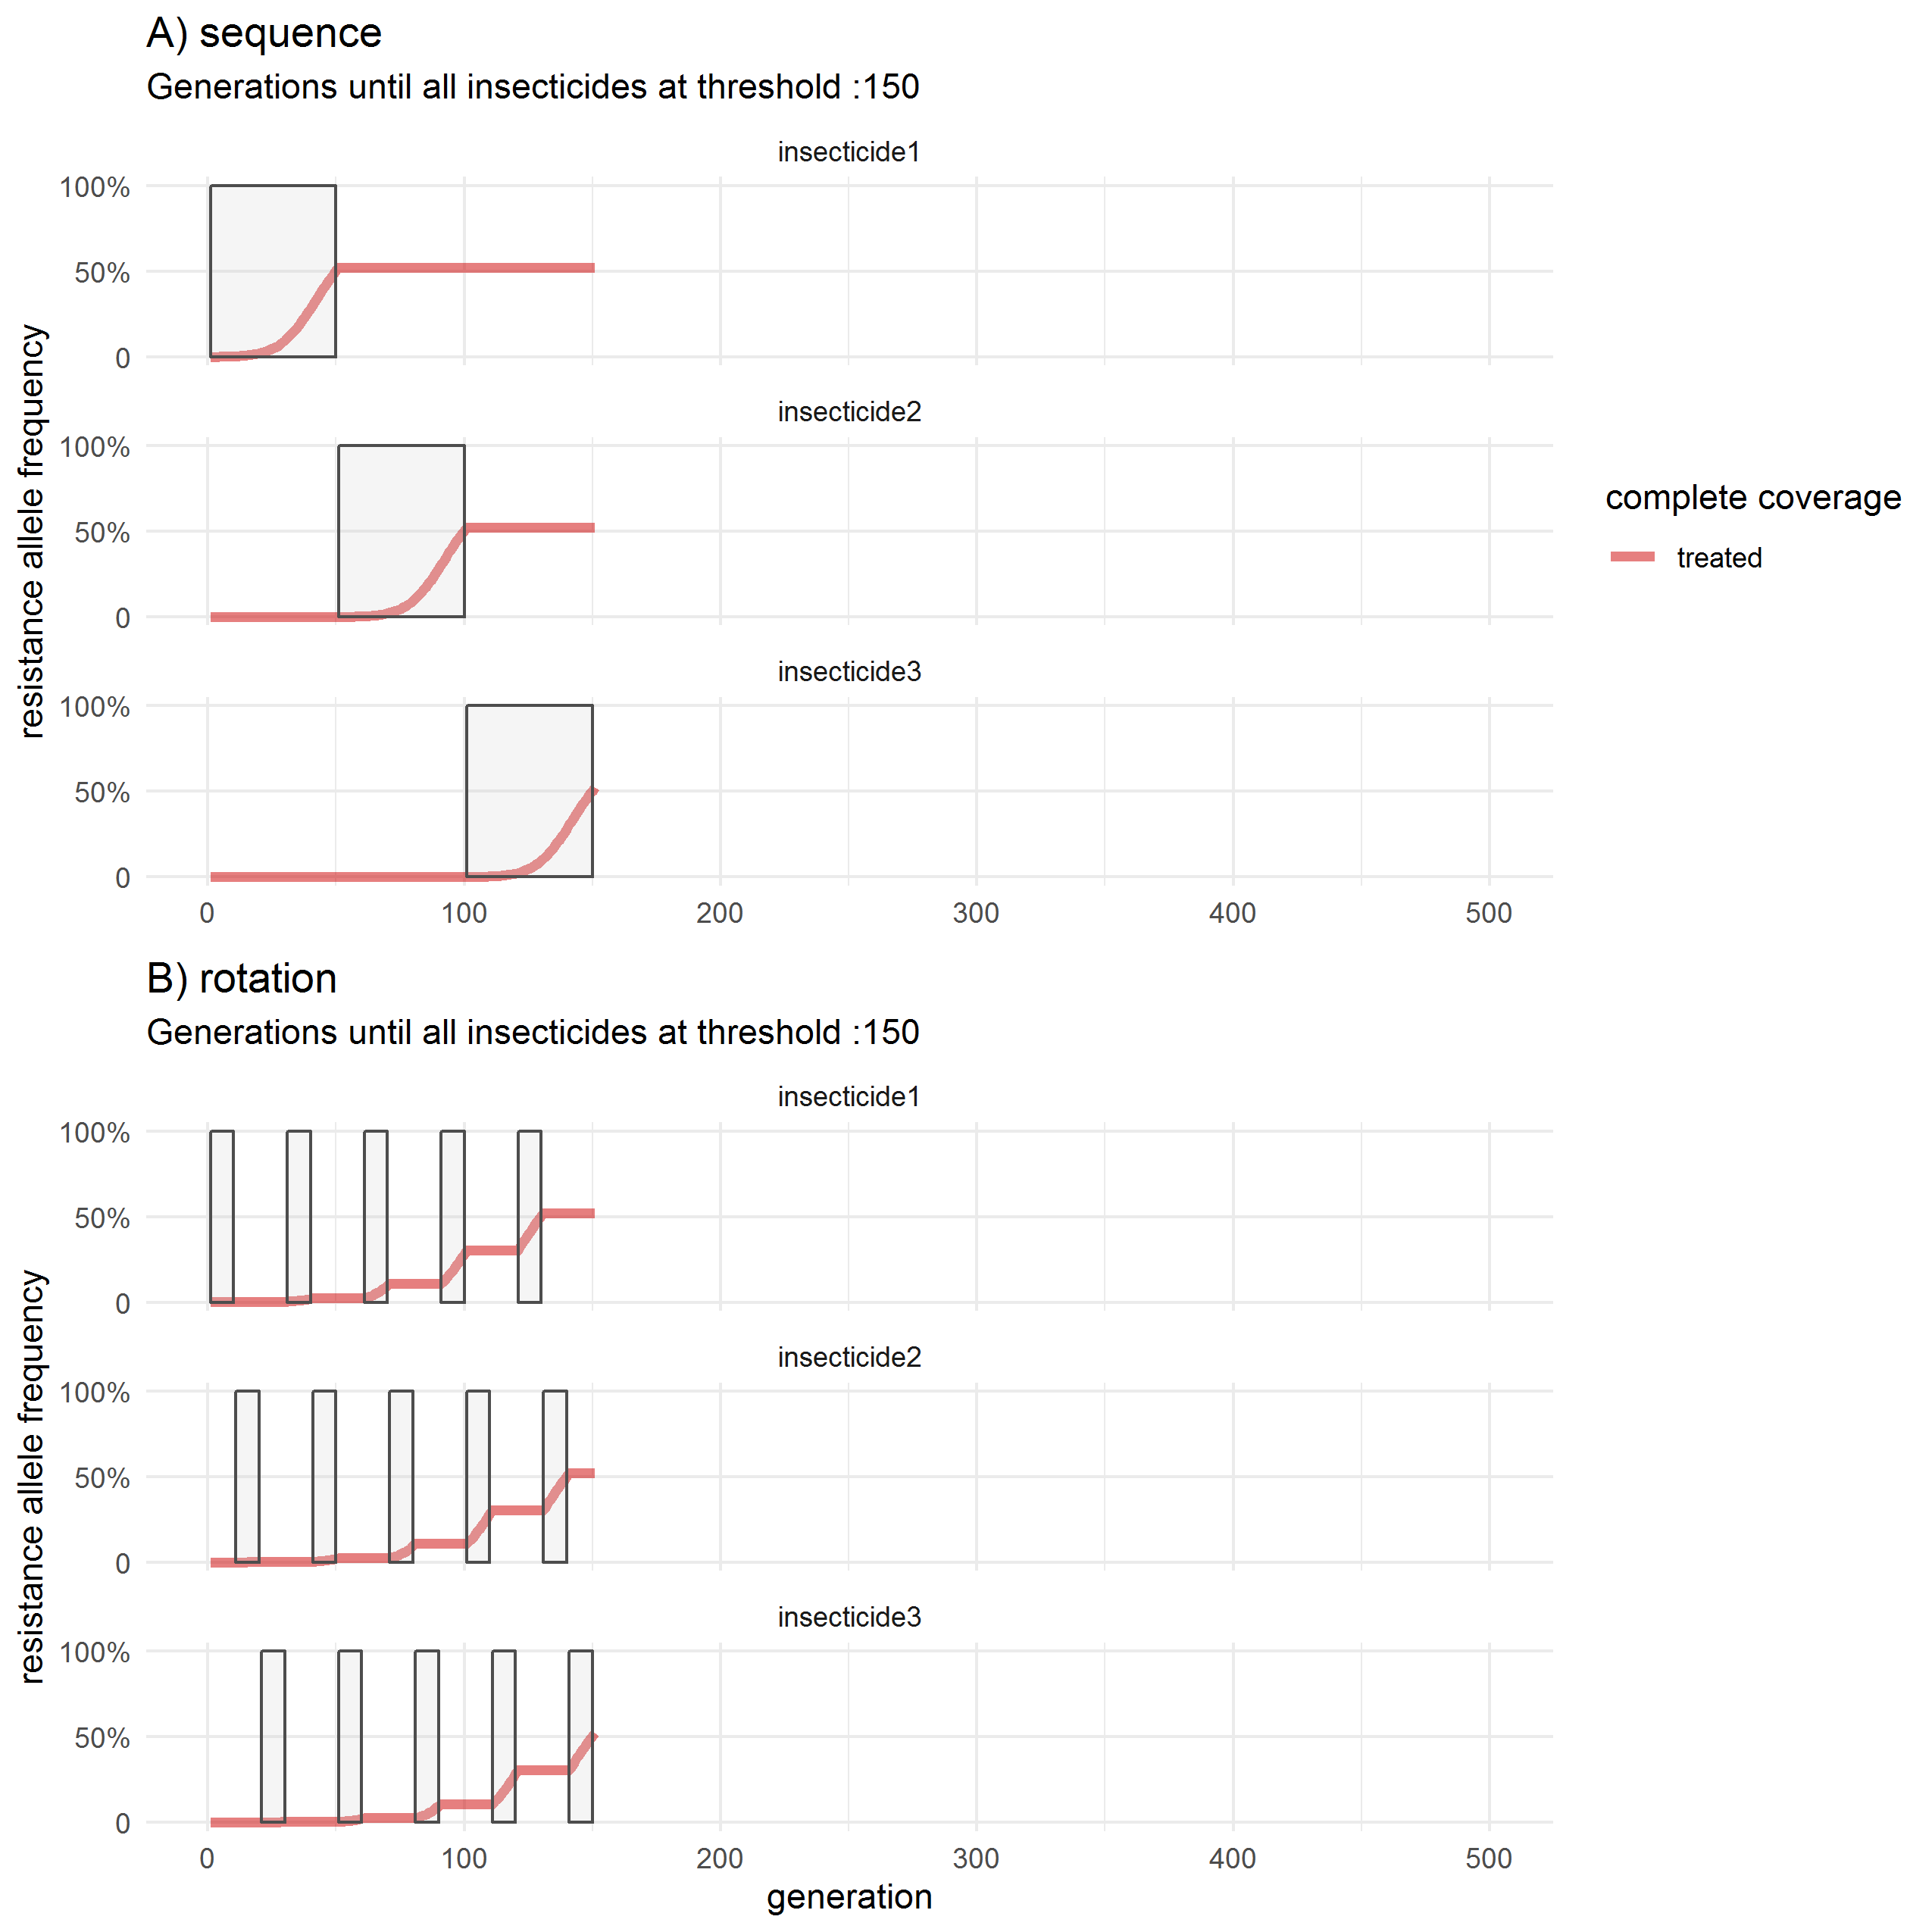 A) sequence
Generations until all insecticides at threshold :150
insecticide1
100%
50%
0
insecticide2
100%
50%
0
insecticide3
100%
50%
0
0 100 200 300 400 500
resistance allele frequency
complete coverage
treated
B) rotation
Generations until all insecticides at threshold :150
insecticide1
100%
50%
0
insecticide2
100%
50%
0
insecticide3
100%
50%
0
0 100 200 300 400 500
resistance allele frequency
generation